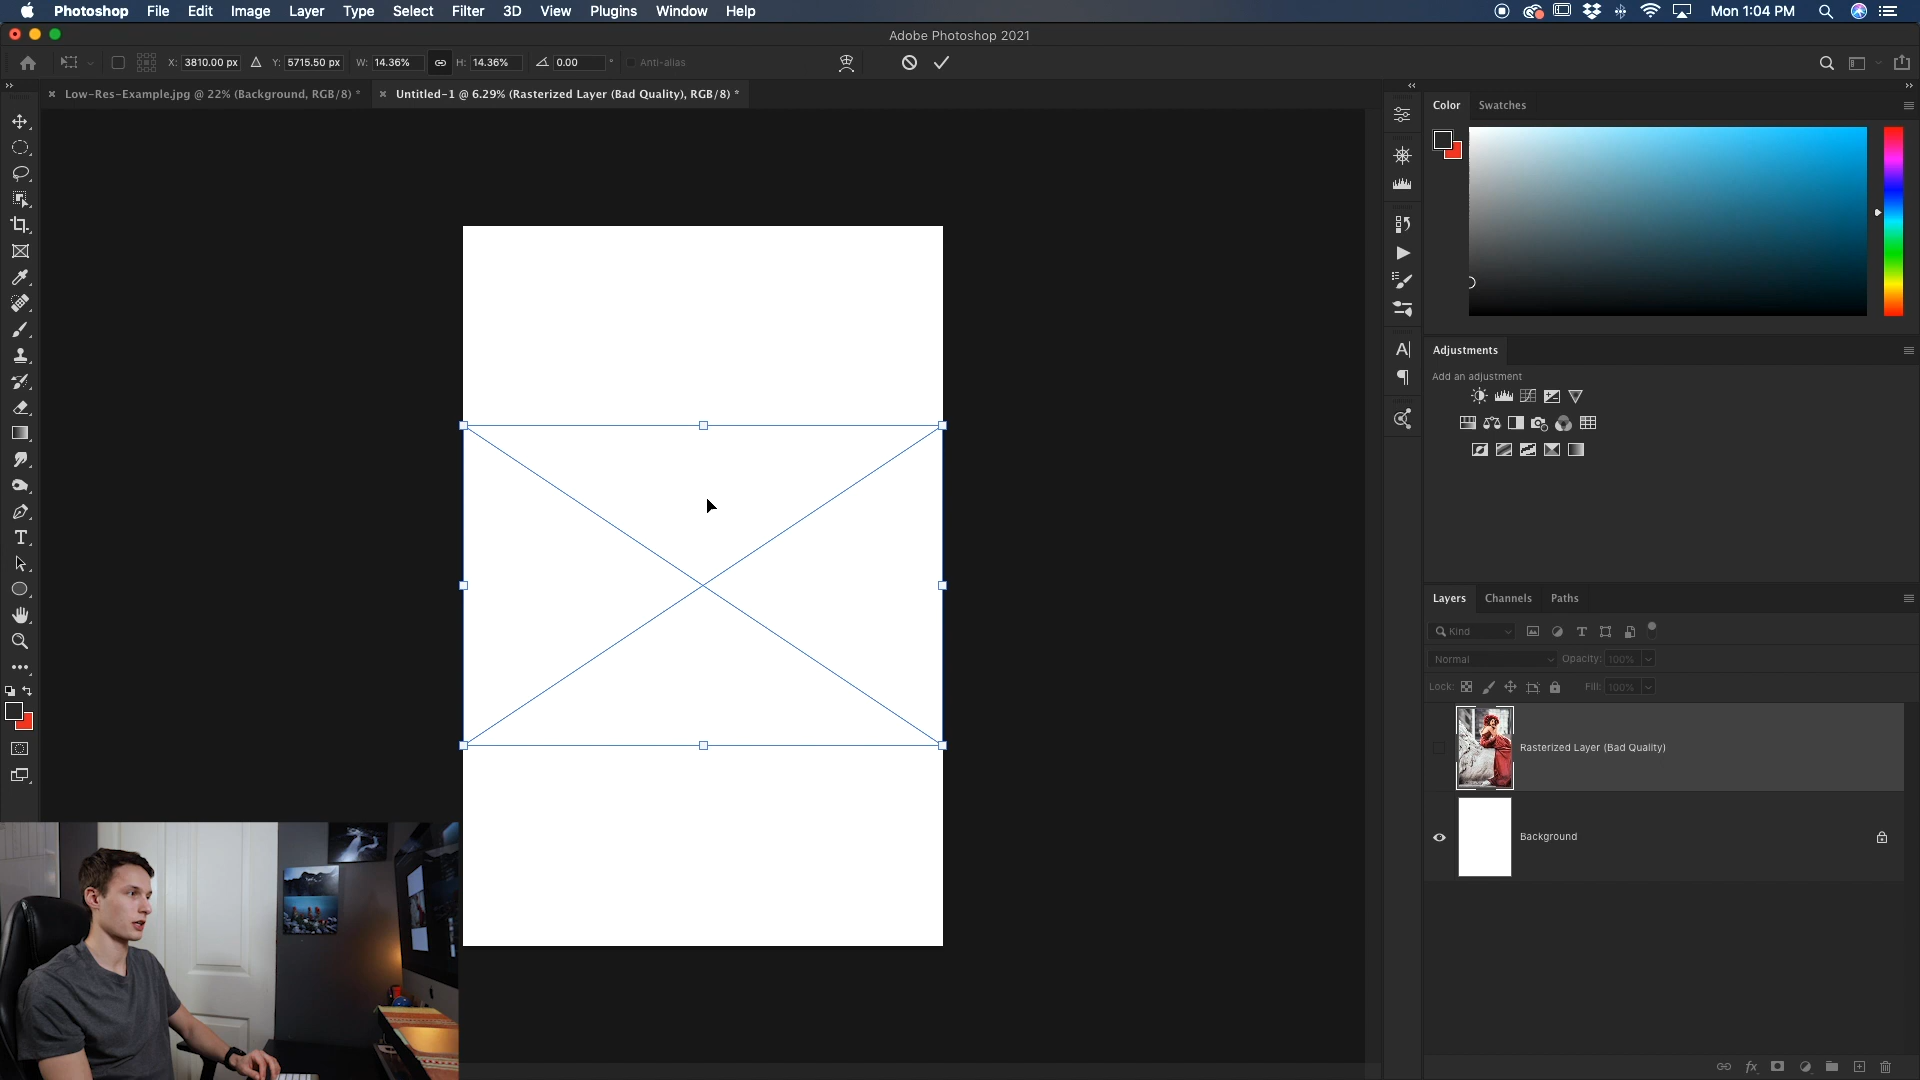 Photoshop File Edit Image Layer Type Select Filter 3D View Plugins Window Help Mon 1:04 PM
Adobe Photoshop 2021
X: 3810.00 px Y: 5715.50 px W: 14.36% H: 14.36% 0.00 ° Anti-alias
Low-Res-Example.jpg @ 22% (Background, RGB/8) * Untitled-1 @ 6.29% (Rasterized Layer (Bad Quality), RGB/8) *
Color Swatches
Adjustments
Add an adjustment
Layers Channels Paths
Kind
Normal Opacity: 100%
Lock: Fill: 100%
Rasterized Layer (Bad Quality)
Background